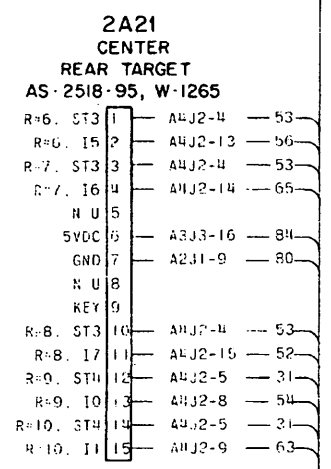 2A21
CENTER
REAR TARGET
AS-2518-95, W-1265
R=6. ST3 1 A4J2-4 53
R=6. I5 2 A4J2-13 56
R=7. ST3 3 A4J2-4 53
R=7. I6 4 A4J2-14 65
N U 5
5VDC 6 A3J3-16 84
GND 7 A2J1-9 80
N U 8
KEY 9
R=8. ST3 10 A4J2-4 53
R=8. I7 11 A4J2-15 52
R=9. ST4 12 A4J2-5 31
R=9. I0 13 A4J2-8 54
R=10. ST4 14 A4J2-5 31
R=10. I1 15 A4J2-9 63